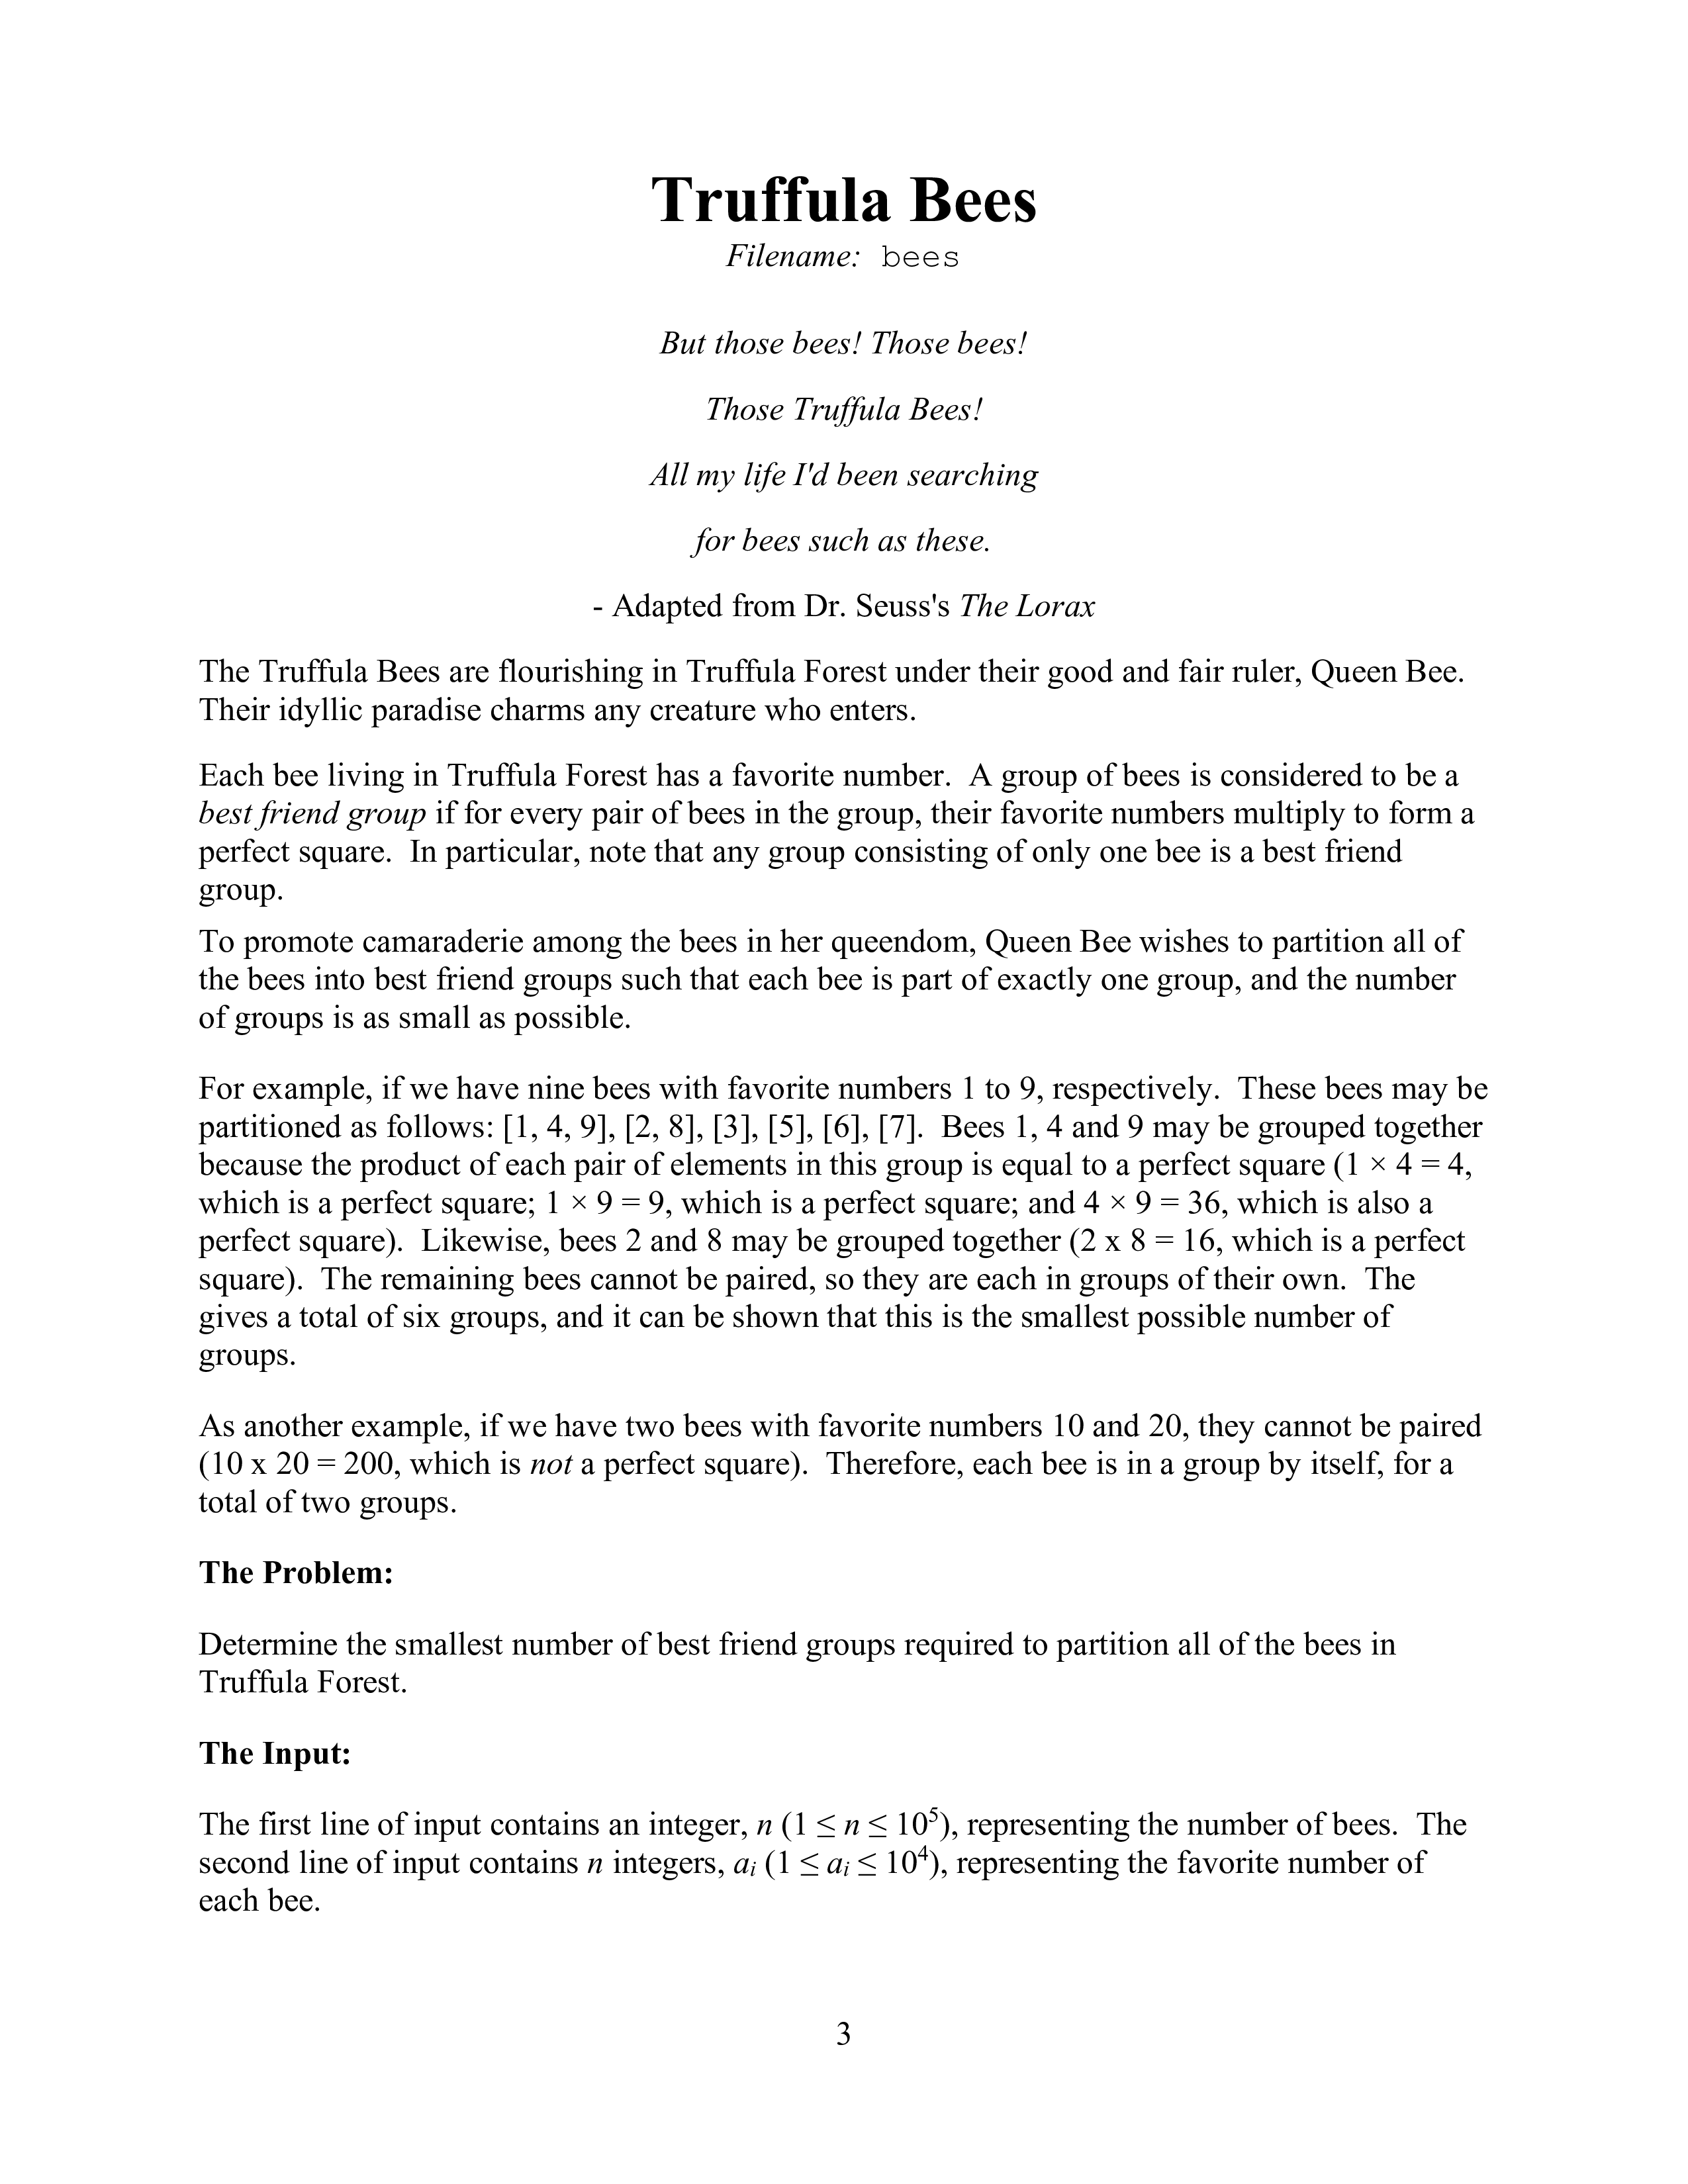 Truffula Bees
Filename: bees
But those bees! Those bees!
Those Truffula Bees!
All my life I'd been searching
for bees such as these.
- Adapted from Dr. Seuss's The Lorax
The Truffula Bees are flourishing in Truffula Forest under their good and fair ruler, Queen Bee.
Their idyllic paradise charms any creature who enters.
Each bee living in Truffula Forest has a favorite number. A group of bees is considered to be a
best friend group if for every pair of bees in the group, their favorite numbers multiply to form a
perfect square. In particular, note that any group consisting of only one bee is a best friend
group.
To promote camaraderie among the bees in her queendom, Queen Bee wishes to partition all of
the bees into best friend groups such that each bee is part of exactly one group, and the number
of groups is as small as possible.
For example, if we have nine bees with favorite numbers 1 to 9, respectively. These bees may be
partitioned as follows: [1, 4, 9], [2, 8], [3], [5], [6], [7]. Bees 1, 4 and 9 may be grouped together
because the product of each pair of elements in this group is equal to a perfect square (1 × 4 = 4,
which is a perfect square; 1 × 9 = 9, which is a perfect square; and 4 × 9 = 36, which is also a
perfect square). Likewise, bees 2 and 8 may be grouped together (2 x 8 = 16, which is a perfect
square). The remaining bees cannot be paired, so they are each in groups of their own. The
gives a total of six groups, and it can be shown that this is the smallest possible number of
groups.
As another example, if we have two bees with favorite numbers 10 and 20, they cannot be paired
(10 x 20 = 200, which is not a perfect square). Therefore, each bee is in a group by itself, for a
total of two groups.
The Problem:
Determine the smallest number of best friend groups required to partition all of the bees in
Truffula Forest.
The Input:
The first line of input contains an integer, n (1 ≤ n ≤ 10⁵), representing the number of bees. The
second line of input contains n integers, aᵢ (1 ≤ aᵢ ≤ 10⁴), representing the favorite number of
each bee.
3